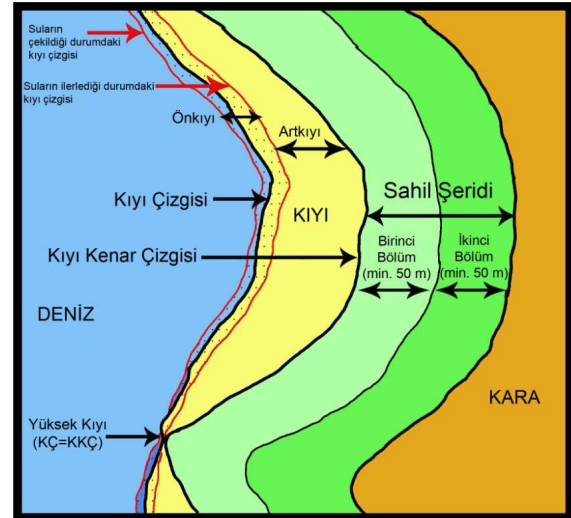 Suların
çekildiği durumdaki
kıyı çizgisi
Suların ilerlediği durumdaki
kıyı çizgisi
Önkıyı
Artkıyı
Kıyı Çizgisi
KIYI
Sahil Şeridi
Kıyı Kenar Çizgisi
Birinci
Bölüm
(min. 50 m)
İkinci
Bölüm
(min. 50 m)
DENİZ
KARA
Yüksek Kıyı
(KÇ=KKÇ)